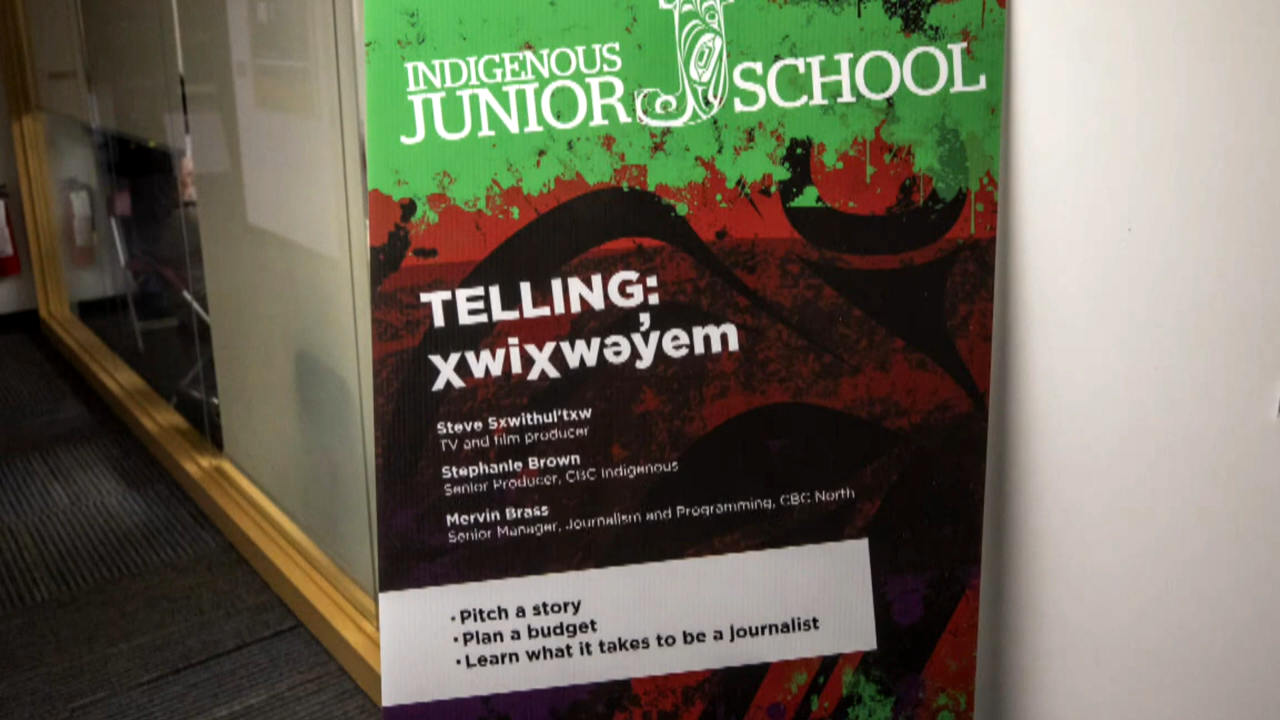 INDIGENOUS
JUNIOR J SCHOOL
TELLING:
xwixwəy̓em
Steve Sxwithul'txw
TV and film producer
Stephanie Brown
Senior Producer, CBC Indigenous
Mervin Brass
Senior Manager, Journalism and Programming, CBC North
• Pitch a story
• Plan a budget
• Learn what it takes to be a journalist